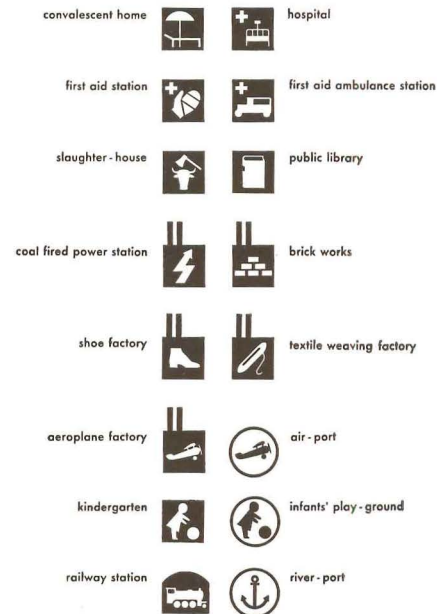 convalescent home
hospital
first aid station
first aid ambulance station
slaughter - house
public library
coal fired power station
brick works
shoe factory
textile weaving factory
aeroplane factory
air - port
kindergarten
infants' play - ground
railway station
river - port